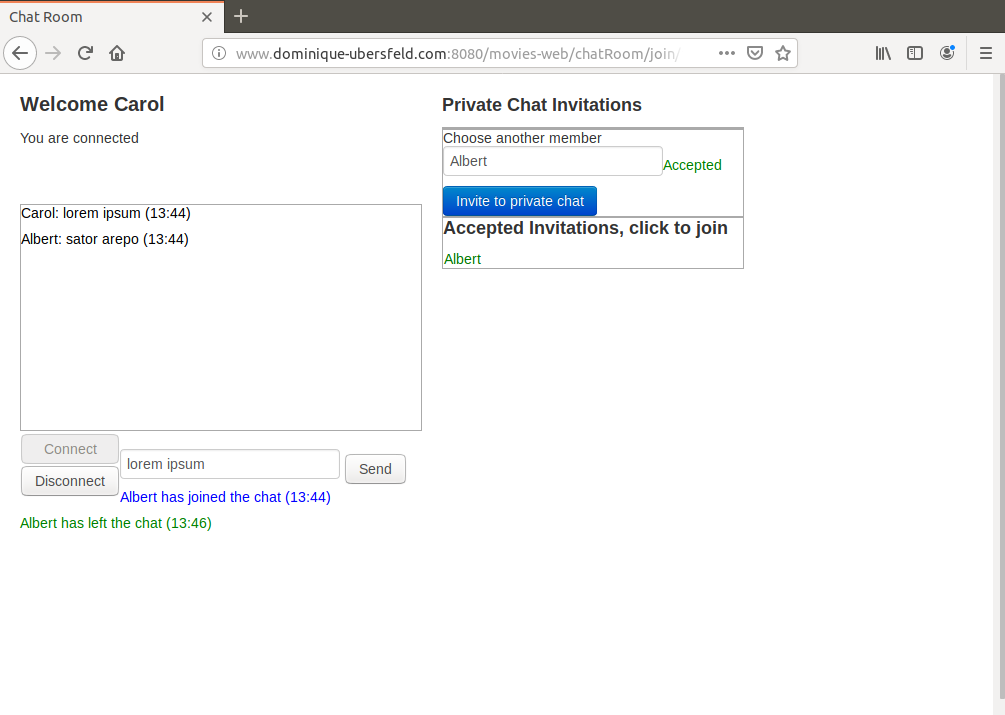 Chat Room
www.dominique-ubersfeld.com:8080/movies-web/chatRoom/join/
Welcome Carol
You are connected
Carol: lorem ipsum (13:44)
Albert: sator arepo (13:44)
Connect
Disconnect
lorem ipsum
Send
Albert has joined the chat (13:44)
Albert has left the chat (13:46)
Private Chat Invitations
Choose another member
Albert
Accepted
Invite to private chat
Accepted Invitations, click to join
Albert